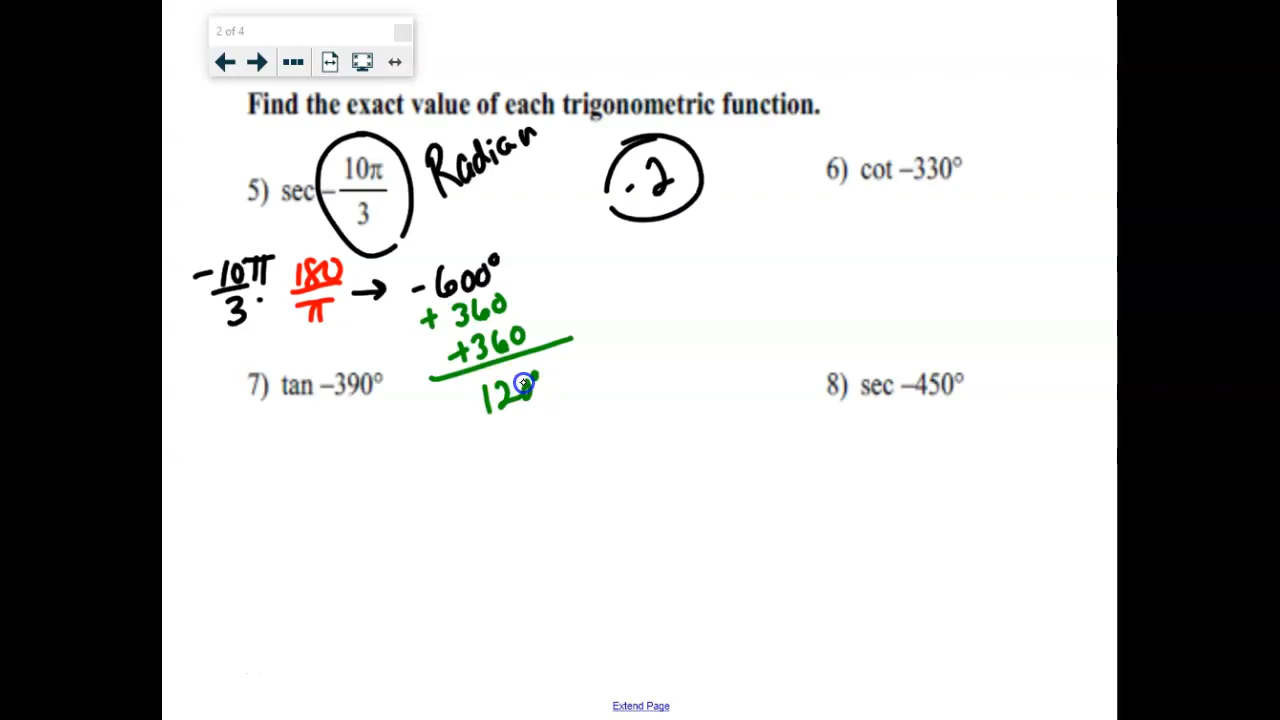 2 of 4
Find the exact value of each trigonometric function.
5) sec −10π/3
Radian
-2
6) cot –330°
-10π/3 · 180/π → -600°
+ 360
+360
120°
7) tan –390°
8) sec –450°
Extend Page